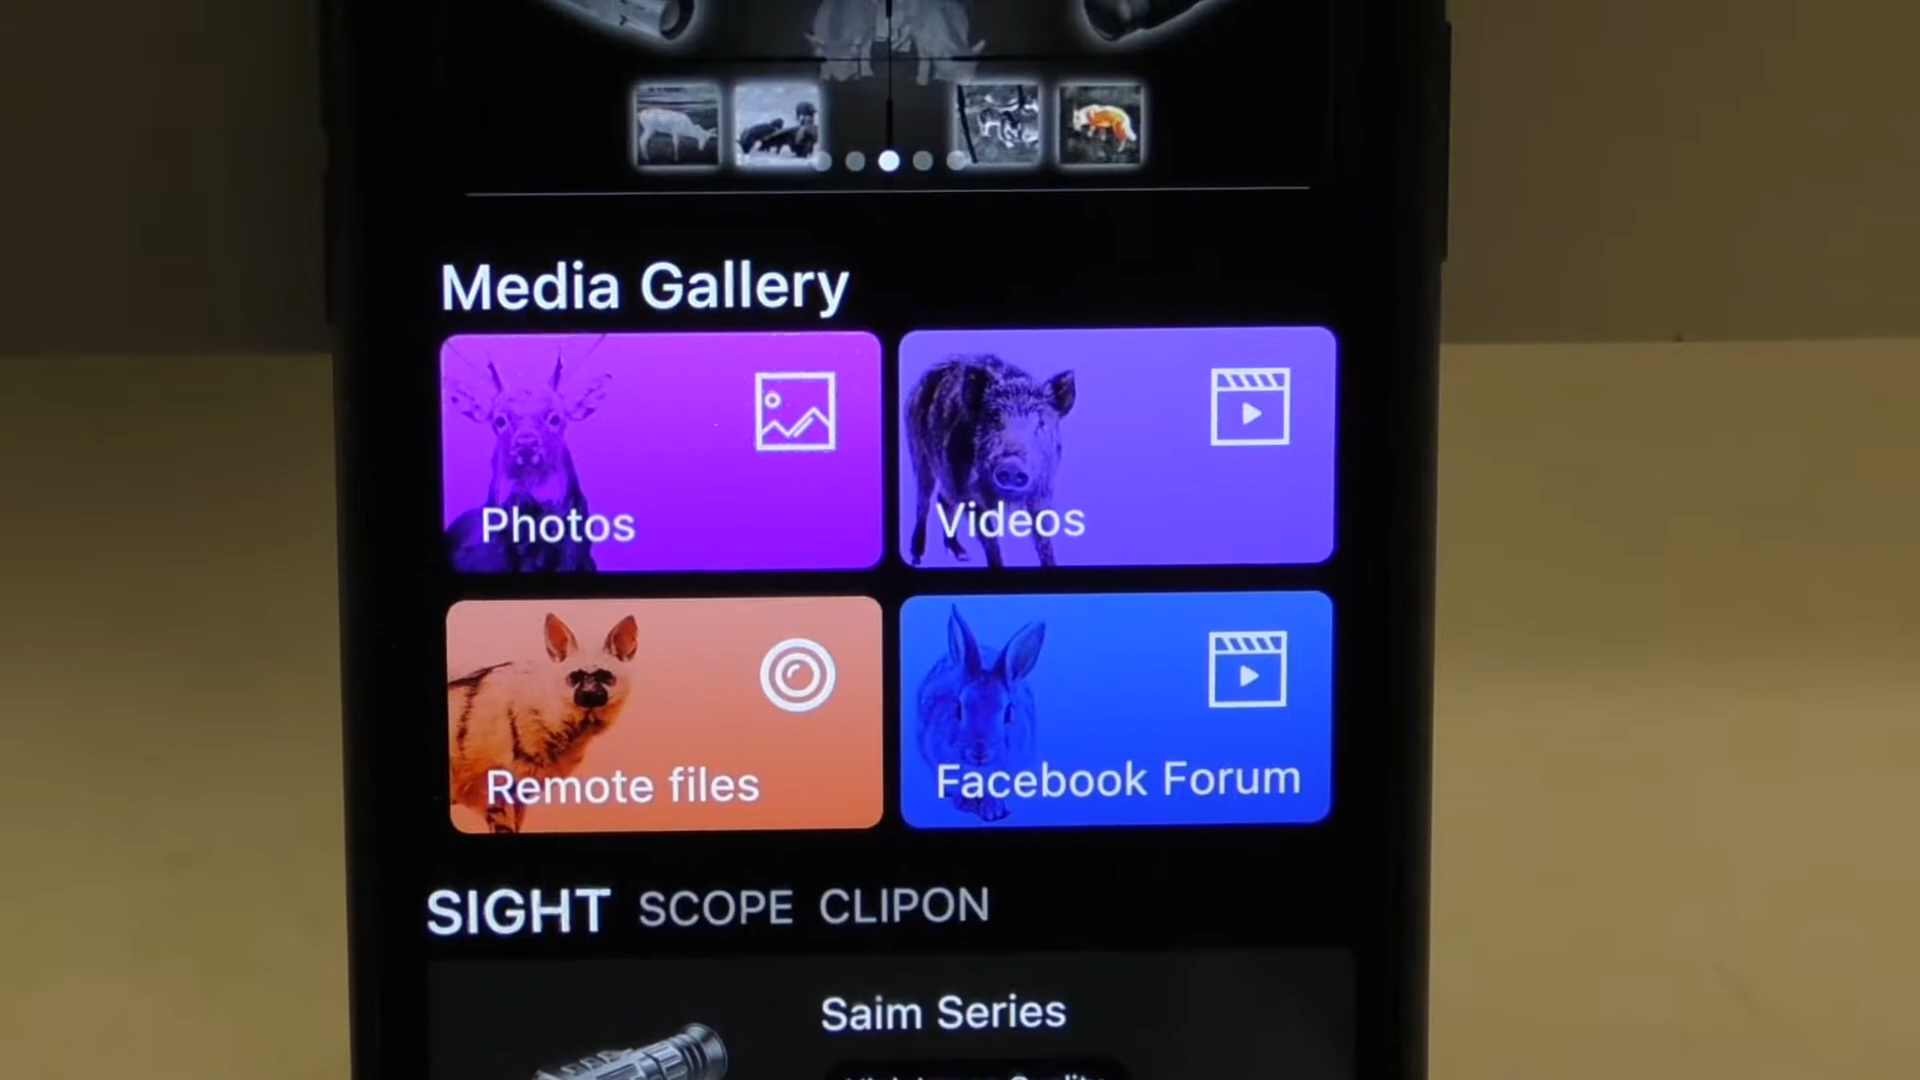 Media Gallery
Photos
Videos
Remote files
Facebook Forum
SIGHT SCOPE CLIPON
Saim Series